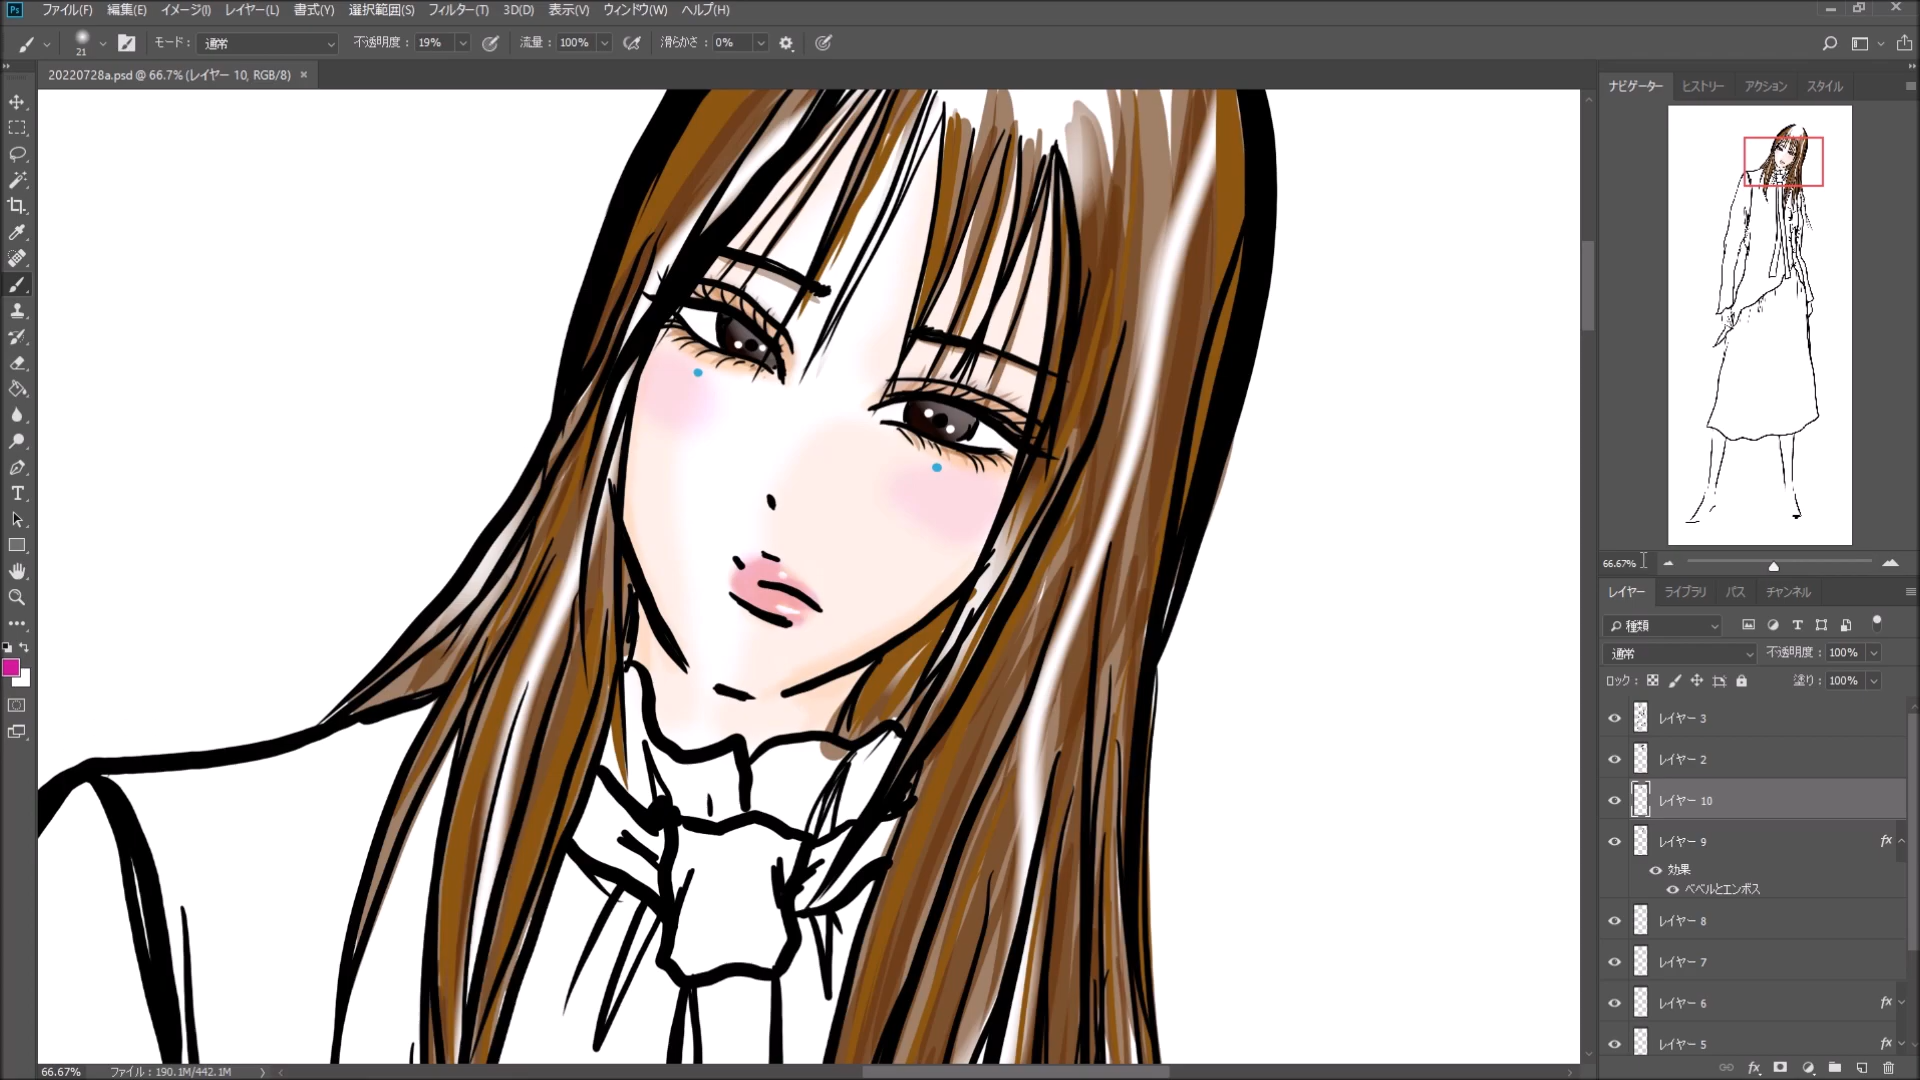 Ps ファイル(F) 編集(E) イメージ(I) レイヤー(L) 書式(Y) 選択範囲(S) フィルター(T) 3D(D) 表示(V) ウィンドウ(W) ヘルプ(H)
21 モード : 通常 不透明度 : 19% 流量 : 100% 滑らかさ : 0%
20220728a.psd @ 66.7% (レイヤー 10, RGB/8) ×
ナビゲーター ヒストリー アクション スタイル
66.67%
レイヤー ライブラリ パス チャンネル
種類
通常 不透明度 : 100%
ロック : 塗り : 100%
レイヤー 3
レイヤー 2
レイヤー 10
レイヤー 9 fx
効果
ベベルとエンボス
レイヤー 8
レイヤー 7
レイヤー 6 fx
レイヤー 5 fx
66.67% ファイル : 190.1M/442.1M
fx